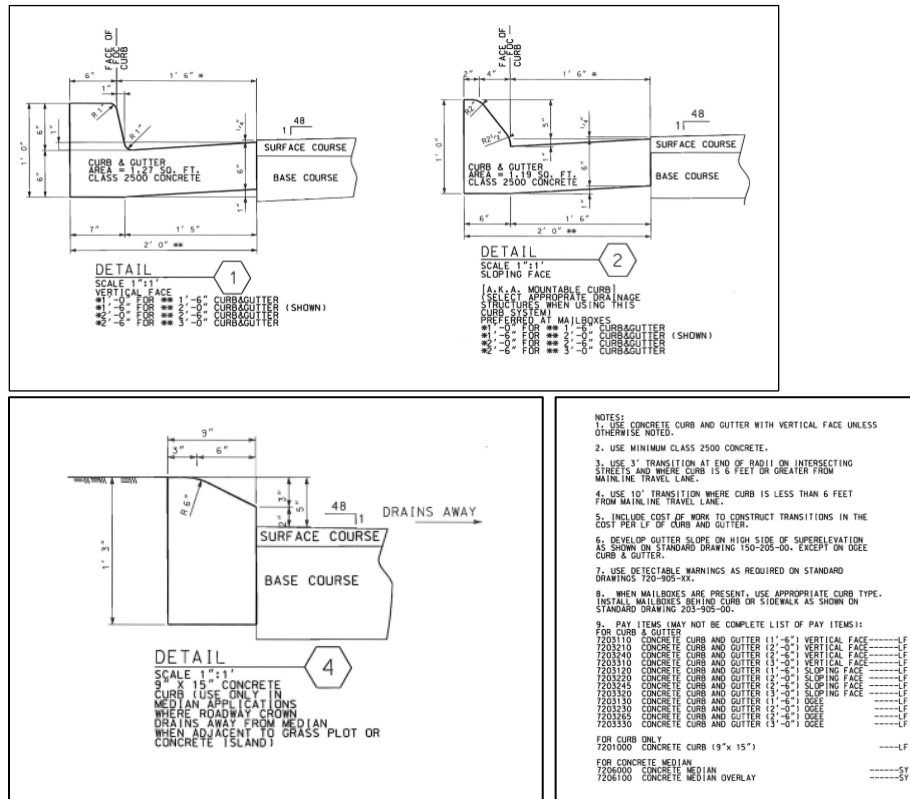 FACE OF
FOC
CURB
6"
1' 6" *
1"
R 1"
R 1"
1' 0"
6"
1"
6"
1/4"
6"
1"
48
1
SURFACE COURSE
BASE COURSE
CURB & GUTTER
AREA = 1.27 SQ. FT.
CLASS 2500 CONCRETE
7"
1' 5"
2' 0" **
DETAIL
1
SCALE 1":1'
VERTICAL FACE
*1'-0" FOR ** 1'-6" CURB&GUTTER
*1'-6" FOR ** 2'-0" CURB&GUTTER (SHOWN)
*2'-0" FOR ** 2'-6" CURB&GUTTER
*2'-6" FOR ** 3'-0" CURB&GUTTER
FACE OF
FOC
CURB
2"
4"
1' 6" *
R2"
R2 1/2"
1' 0"
5"
1"
1/4"
6"
1"
48
1
SURFACE COURSE
BASE COURSE
CURB & GUTTER
AREA = 1.19 SQ. FT.
CLASS 2500 CONCRETE
6"
1' 6"
2' 0" **
DETAIL
2
SCALE 1":1'
SLOPING FACE
[A.K.A. MOUNTABLE CURB]
(SELECT APPROPRATE DRAINAGE
STRUCTURES WHEN USING THIS
CURB SYSTEM)
PREFERRED AT MAILBOXES
*1'-0" FOR ** 1'-6" CURB&GUTTER
*1'-6" FOR ** 2'-0" CURB&GUTTER (SHOWN)
*2'-0" FOR ** 2'-6" CURB&GUTTER
*2'-6" FOR ** 3'-0" CURB&GUTTER
9"
3"
6"
R 6"
3"
2"
5"
1' 3"
48
1
DRAINS AWAY
SURFACE COURSE
BASE COURSE
DETAIL
4
SCALE 1":1'
9" X 15" CONCRETE
CURB (USE ONLY IN
MEDIAN APPLICATIONS
WHERE ROADWAY CROWN
DRAINS AWAY FROM MEDIAN
WHEN ADJACENT TO GRASS PLOT OR
CONCRETE ISLAND)
NOTES:
1. USE CONCRETE CURB AND GUTTER WITH VERTICAL FACE UNLESS
OTHERWISE NOTED.
2. USE MINIMUM CLASS 2500 CONCRETE.
3. USE 3' TRANSITION AT END OF RADII ON INTERSECTING
STREETS AND WHERE CURB IS 6 FEET OR GREATER FROM
MAINLINE TRAVEL LANE.
4. USE 10' TRANSITION WHERE CURB IS LESS THAN 6 FEET
FROM MAINLINE TRAVEL LANE.
5. INCLUDE COST OF WORK TO CONSTRUCT TRANSITIONS IN THE
COST PER LF OF CURB AND GUTTER.
6. DEVELOP GUTTER SLOPE ON HIGH SIDE OF SUPERELEVATION
AS SHOWN ON STANDARD DRAWING 150-205-00. EXCEPT ON OGEE
CURB & GUTTER.
7. USE DETECTABLE WARNINGS AS REQUIRED ON STANDARD
DRAWINGS 720-905-XX.
8. WHEN MAILBOXES ARE PRESENT, USE APPROPRIATE CURB TYPE.
INSTALL MAILBOXES BEHIND CURB OR SIDEWALK AS SHOWN ON
STANDARD DRAWING 203-905-00.
9. PAY ITEMS (MAY NOT BE COMPLETE LIST OF PAY ITEMS):
FOR CURB & GUTTER
7203110 CONCRETE CURB AND GUTTER (1'-6") VERTICAL FACE------LF
7203210 CONCRETE CURB AND GUTTER (2'-0") VERTICAL FACE------LF
7203240 CONCRETE CURB AND GUTTER (2'-6") VERTICAL FACE------LF
7203310 CONCRETE CURB AND GUTTER (3'-0") VERTICAL FACE------LF
7203120 CONCRETE CURB AND GUTTER (1'-6") SLOPING FACE ------LF
7203220 CONCRETE CURB AND GUTTER (2'-0") SLOPING FACE ------LF
7203245 CONCRETE CURB AND GUTTER (2'-6") SLOPING FACE ------LF
7203320 CONCRETE CURB AND GUTTER (3'-0") SLOPING FACE ------LF
7203130 CONCRETE CURB AND GUTTER (1'-6") OGEE -----LF
7203230 CONCRETE CURB AND GUTTER (2'-0") OGEE -----LF
7203265 CONCRETE CURB AND GUTTER (2'-6") OGEE -----LF
7203330 CONCRETE CURB AND GUTTER (3'-0") OGEE -----LF
FOR CURB ONLY
7201000 CONCRETE CURB (9"x 15") ----LF
FOR CONCRETE MEDIAN
7206000 CONCRETE MEDIAN ------SY
7206100 CONCRETE MEDIAN OVERLAY ------SY